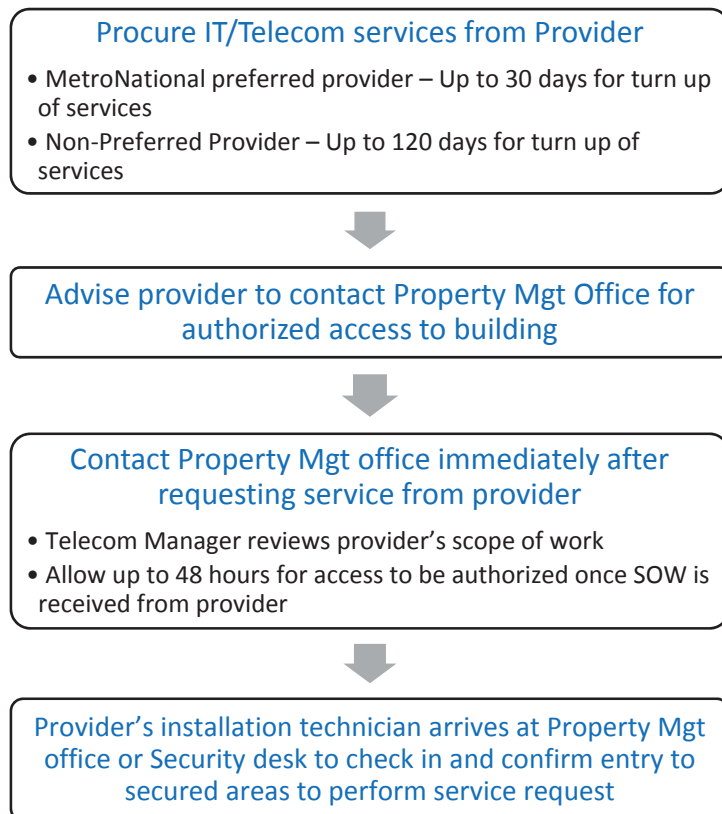 Procure IT/Telecom services from Provider
• MetroNational preferred provider – Up to 30 days for turn up
of services
• Non-Preferred Provider – Up to 120 days for turn up of
services
Advise provider to contact Property Mgt Office for
authorized access to building
Contact Property Mgt office immediately after
requesting service from provider
• Telecom Manager reviews provider’s scope of work
• Allow up to 48 hours for access to be authorized once SOW is
received from provider
Provider’s installation technician arrives at Property Mgt
office or Security desk to check in and confirm entry to
secured areas to perform service request